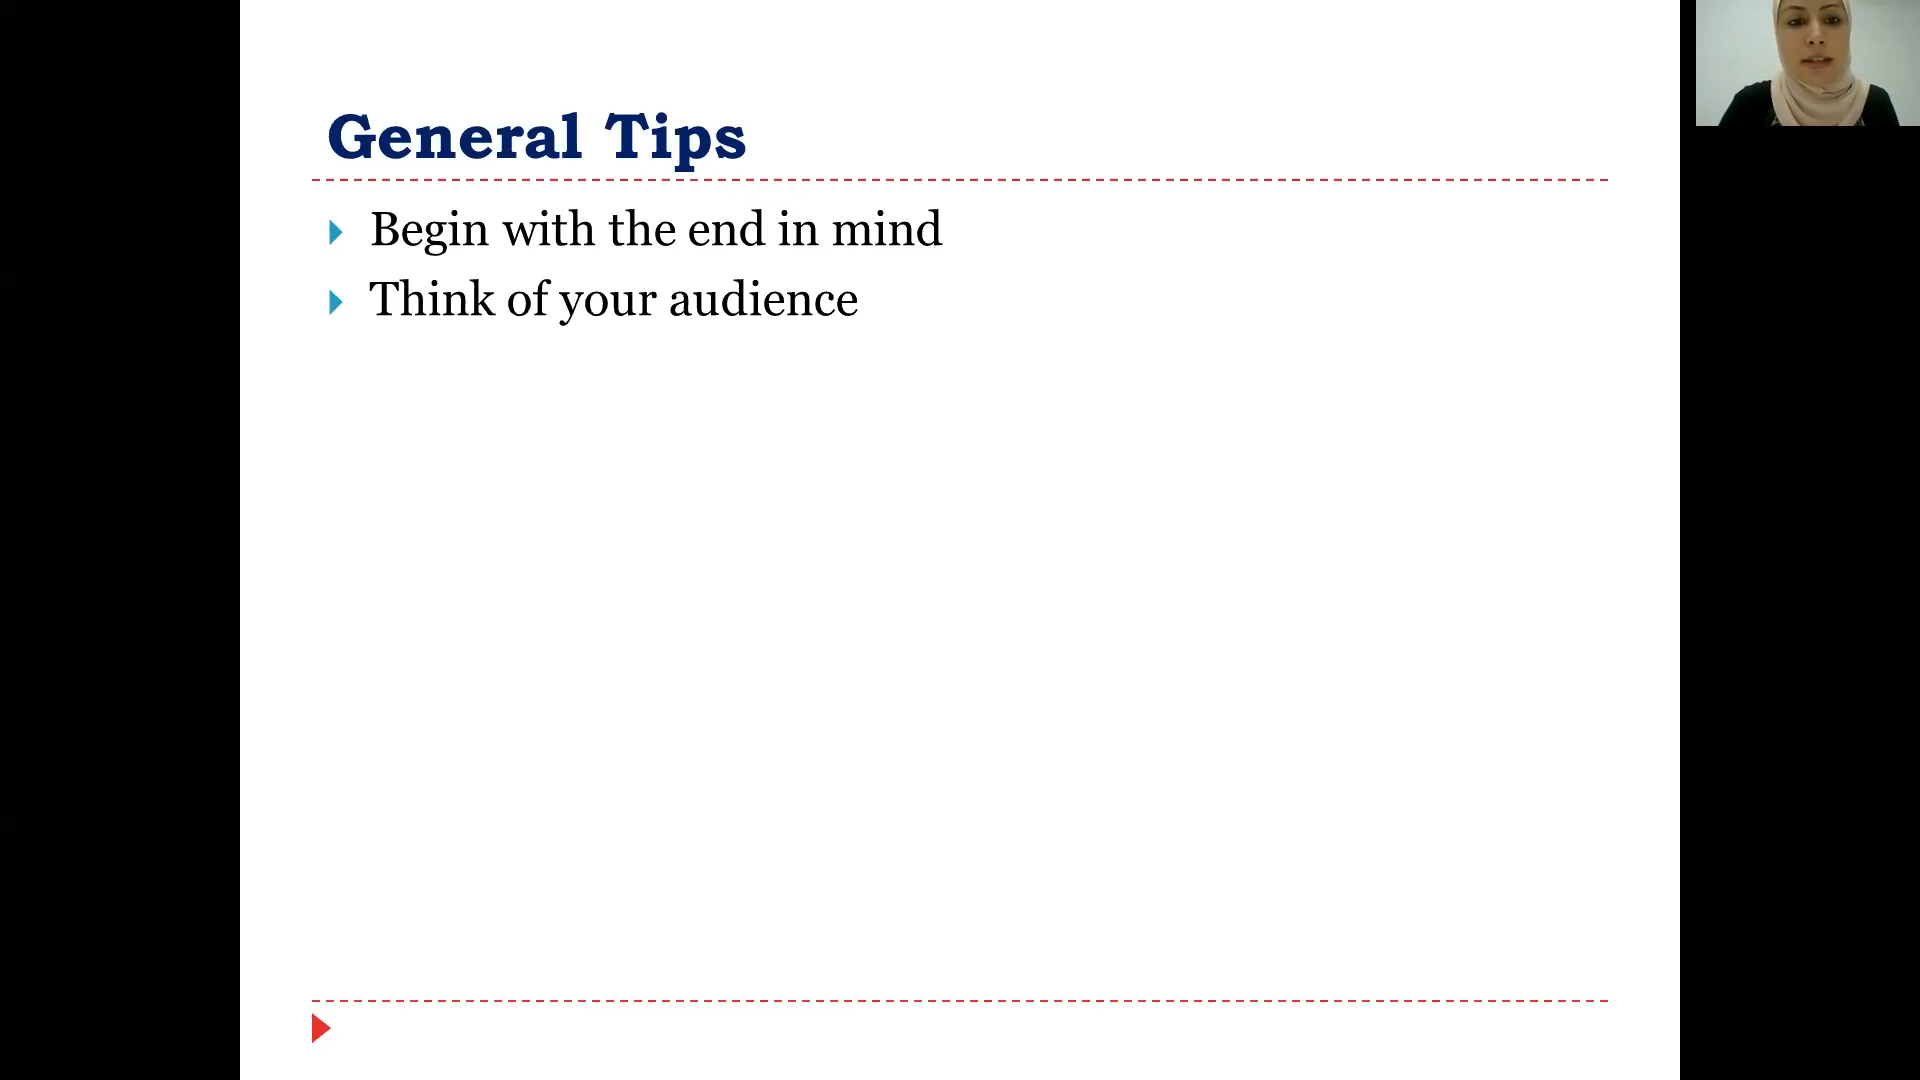 General Tips
Begin with the end in mind
Think of your audience